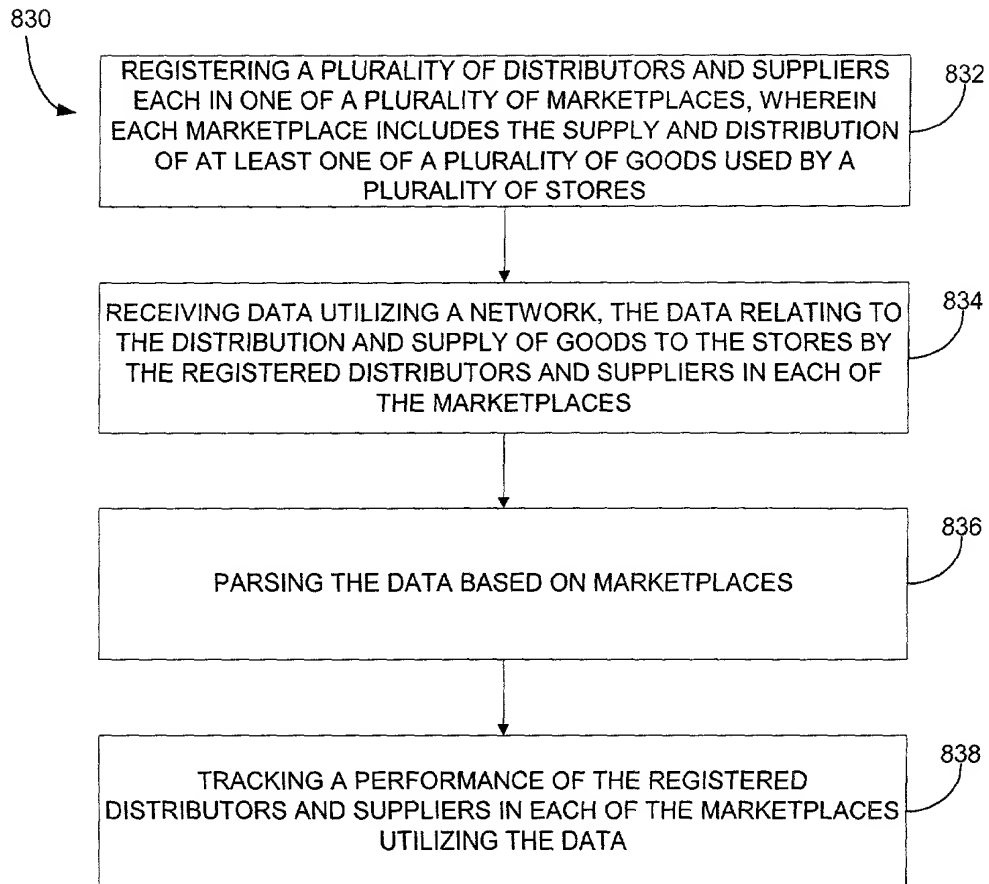 830
REGISTERING A PLURALITY OF DISTRIBUTORS AND SUPPLIERS
EACH IN ONE OF A PLURALITY OF MARKETPLACES, WHEREIN
EACH MARKETPLACE INCLUDES THE SUPPLY AND DISTRIBUTION
OF AT LEAST ONE OF A PLURALITY OF GOODS USED BY A
PLURALITY OF STORES
832
RECEIVING DATA UTILIZING A NETWORK, THE DATA RELATING TO
THE DISTRIBUTION AND SUPPLY OF GOODS TO THE STORES BY
THE REGISTERED DISTRIBUTORS AND SUPPLIERS IN EACH OF
THE MARKETPLACES
834
PARSING THE DATA BASED ON MARKETPLACES
836
TRACKING A PERFORMANCE OF THE REGISTERED
DISTRIBUTORS AND SUPPLIERS IN EACH OF THE MARKETPLACES
UTILIZING THE DATA
838